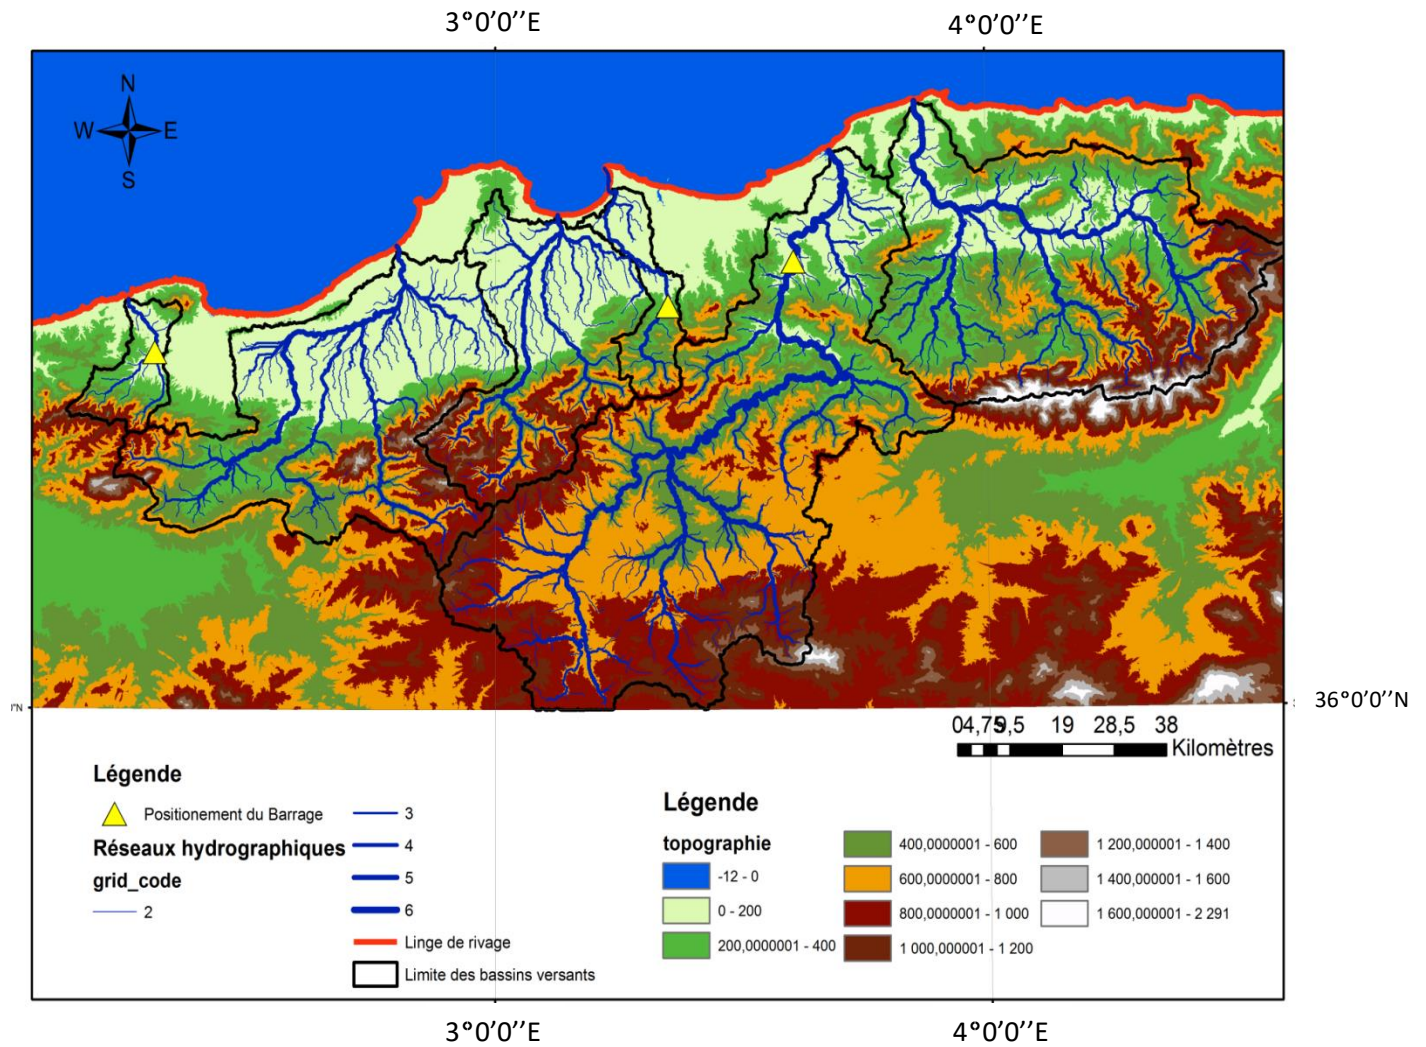 3°0'0''E
4°0'0''E
N
W
E
S
'N
36°0'0''N
04,759,5 19 28,5 38
Kilomètres
Légende
Positionement du Barrage
Réseaux hydrographiques
grid_code
2
3
4
5
6
Linge de rivage
Limite des bassins versants
Légende
topographie
-12 - 0
0 - 200
200,0000001 - 400
400,0000001 - 600
600,0000001 - 800
800,0000001 - 1 000
1 000,000001 - 1 200
1 200,000001 - 1 400
1 400,000001 - 1 600
1 600,000001 - 2 291
3°0'0''E
4°0'0''E